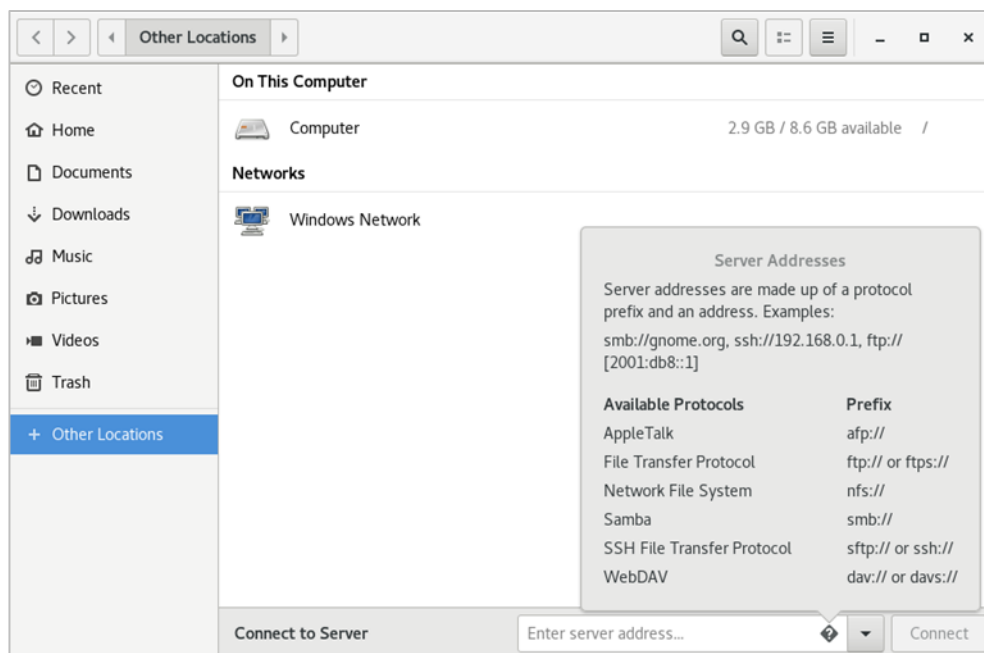 Other Locations
Recent
Home
Documents
Downloads
Music
Pictures
Videos
Trash
+ Other Locations
On This Computer
Computer 2.9 GB / 8.6 GB available /
Networks
Windows Network
Server Addresses
Server addresses are made up of a protocol
prefix and an address. Examples:
smb://gnome.org, ssh://192.168.0.1, ftp://
[2001:db8::1]
Available Protocols Prefix
AppleTalk afp://
File Transfer Protocol ftp:// or ftps://
Network File System nfs://
Samba smb://
SSH File Transfer Protocol sftp:// or ssh://
WebDAV dav:// or davs://
Connect to Server Enter server address... Connect